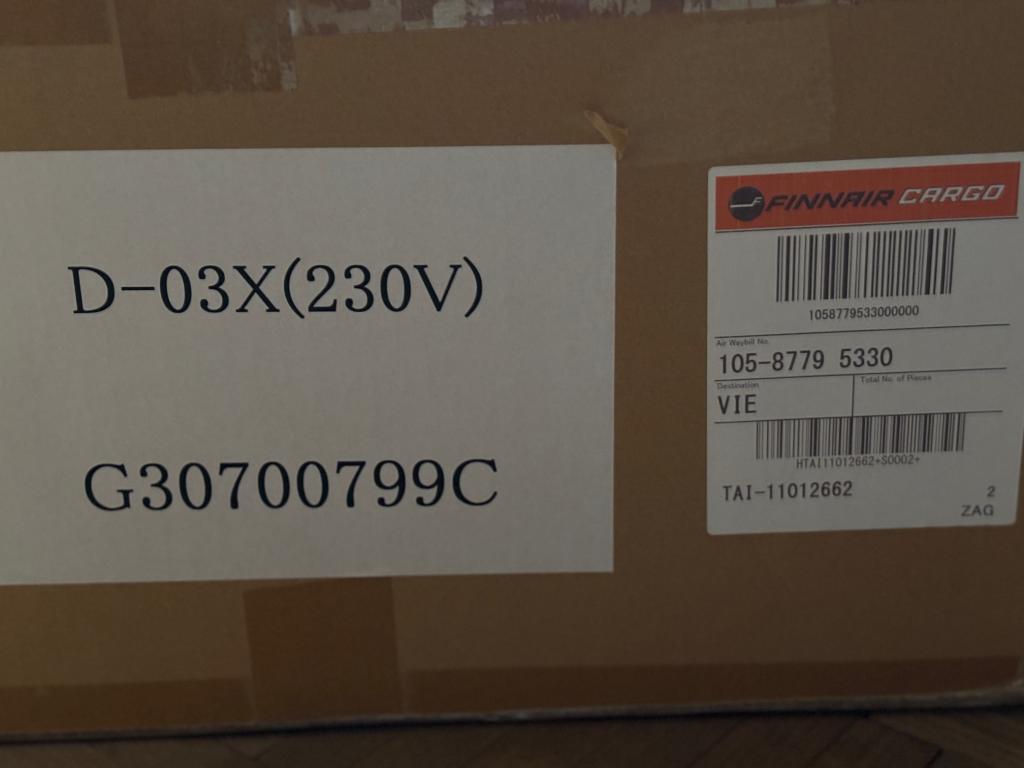 D-03X(230V)
G30700799C
FINNAIR CARGO
1058779533000000
Air Waybill No.
105-8779 5330
Destination
Total No. of Pieces
VIE
HTAI11012662+S0002+
TAI-11012662
2
ZAG